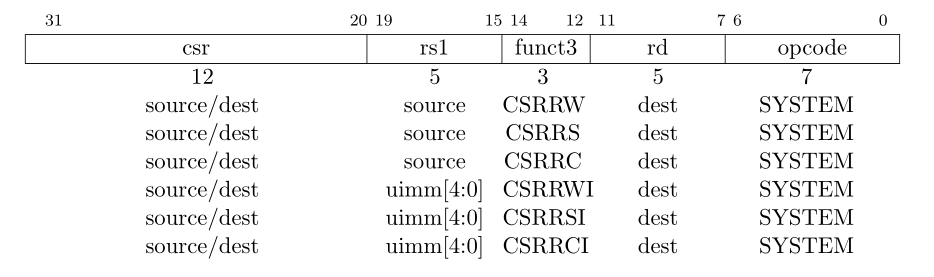 31 20 19 15 14 12 11 7 6 0
csr rs1 funct3 rd opcode
12 5 3 5 7
source/dest source CSRRW dest SYSTEM
source/dest source CSRRS dest SYSTEM
source/dest source CSRRC dest SYSTEM
source/dest uimm[4:0] CSRRWI dest SYSTEM
source/dest uimm[4:0] CSRRSI dest SYSTEM
source/dest uimm[4:0] CSRRCI dest SYSTEM